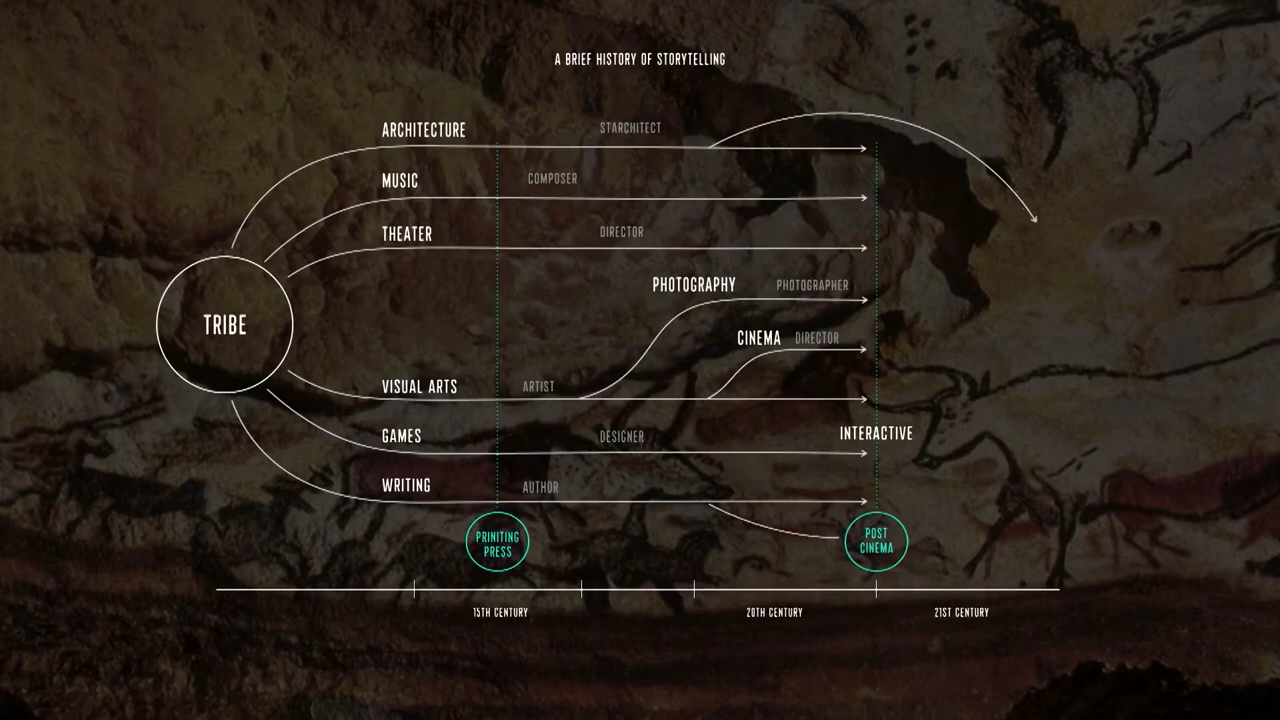 A BRIEF HISTORY OF STORYTELLING
ARCHITECTURE
STARCHITECT
MUSIC
COMPOSER
THEATER
DIRECTOR
PHOTOGRAPHY
PHOTOGRAPHER
TRIBE
CINEMA
DIRECTOR
VISUAL ARTS
ARTIST
GAMES
DESIGNER
INTERACTIVE
WRITING
AUTHOR
PRINITING
PRESS
POST
CINEMA
15TH CENTURY
20TH CENTURY
21ST CENTURY